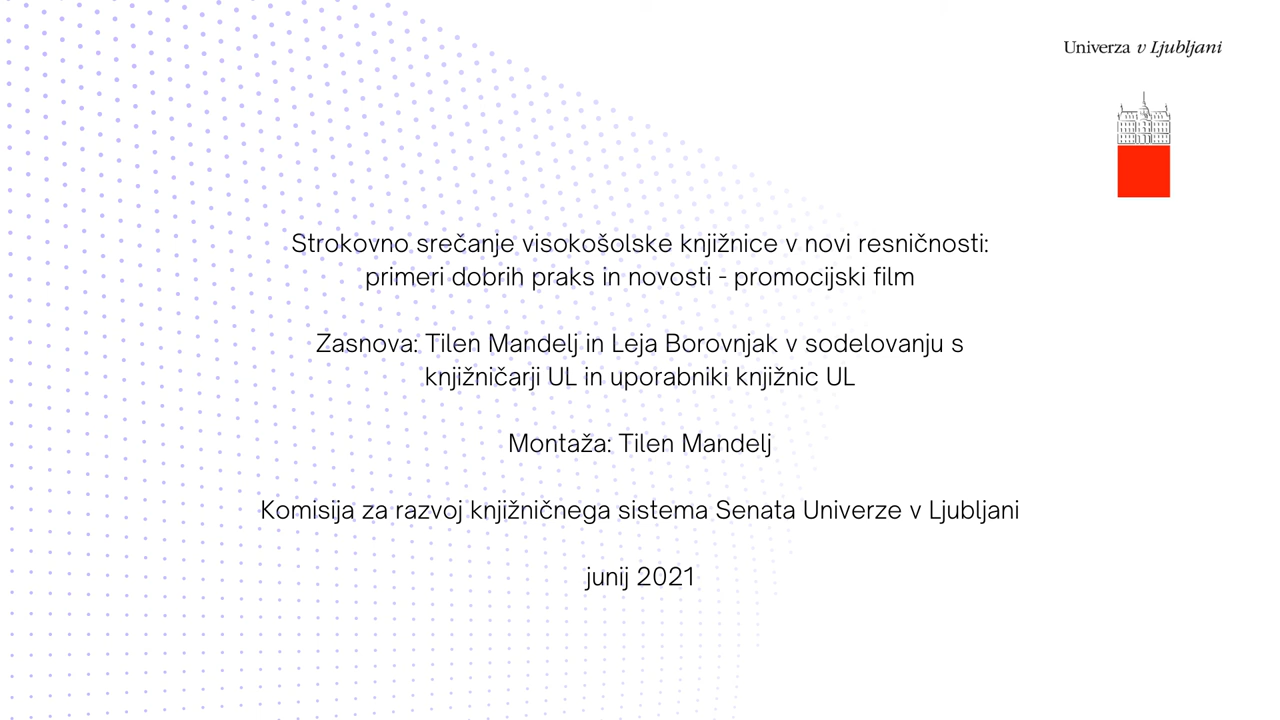 Univerza v Ljubljani
Strokovno srečanje visokošolske knjižnice v novi resničnosti:
primeri dobrih praks in novosti - promocijski film
Zasnova: Tilen Mandelj in Leja Borovnjak v sodelovanju s
knjižničarji UL in uporabniki knjižnic UL
Montaža: Tilen Mandelj
Komisija za razvoj knjižničnega sistema Senata Univerze v Ljubljani
junij 2021